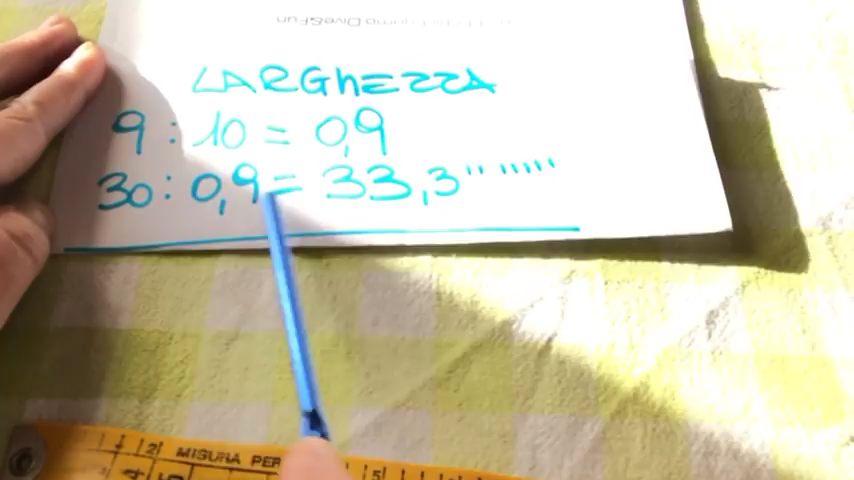 LARGHEZZA
9 : 10 = 0,9
30 : 0,9 = 33,3'' '''''
MISURA PER